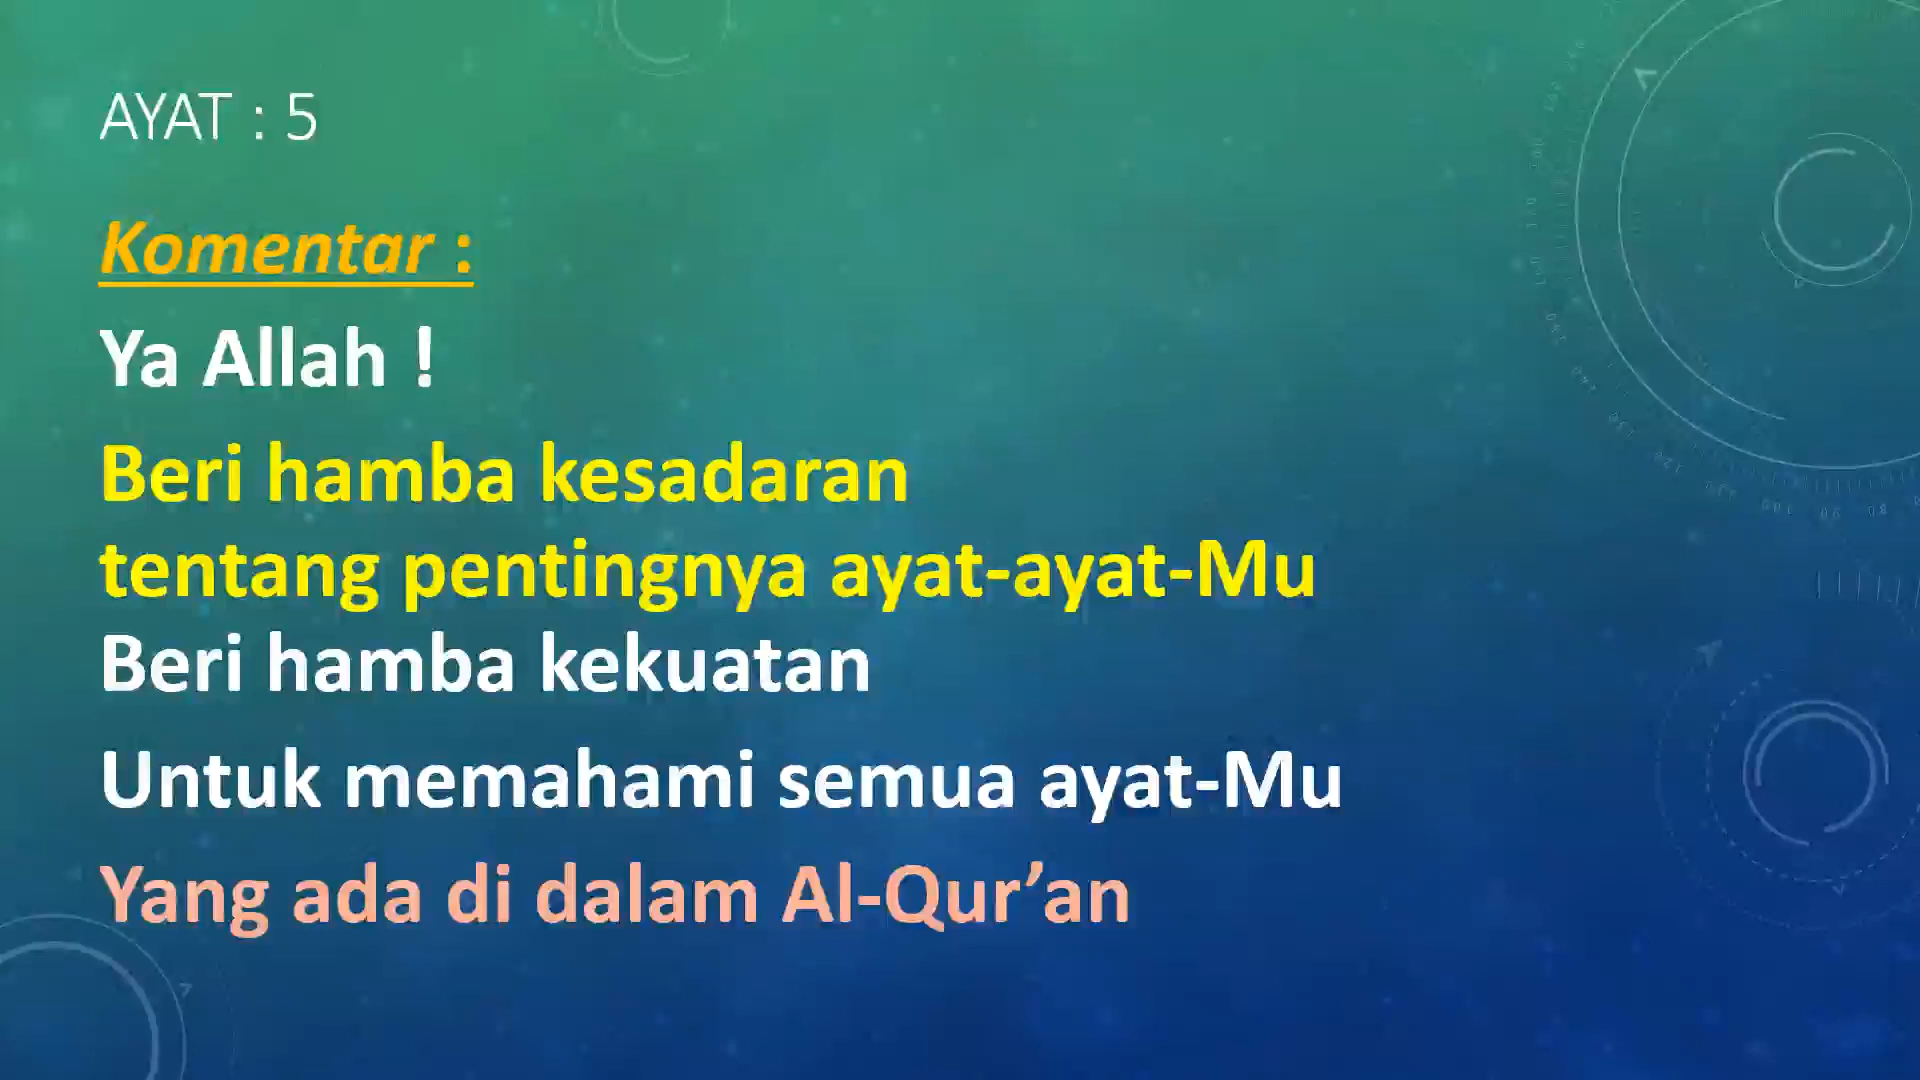 AYAT : 5
Komentar :
Ya Allah !
Beri hamba kesadaran
tentang pentingnya ayat-ayat-Mu
Beri hamba kekuatan
Untuk memahami semua ayat-Mu
Yang ada di dalam Al-Qur’an